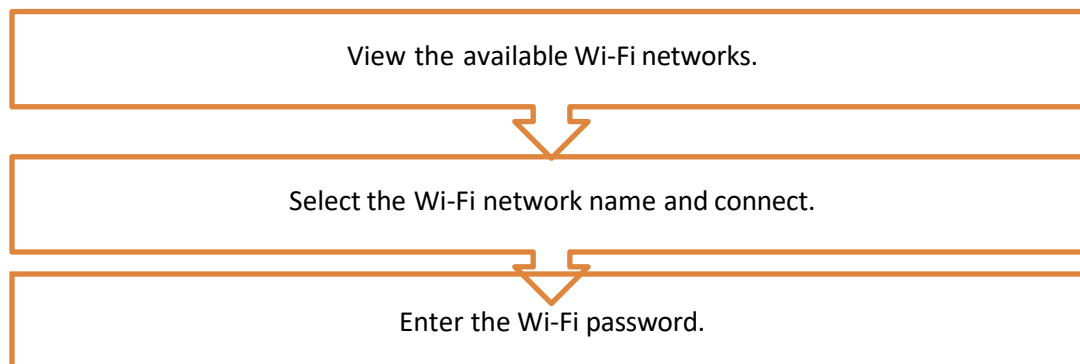 View the available Wi-Fi networks.
Select the Wi-Fi network name and connect.
Enter the Wi-Fi password.